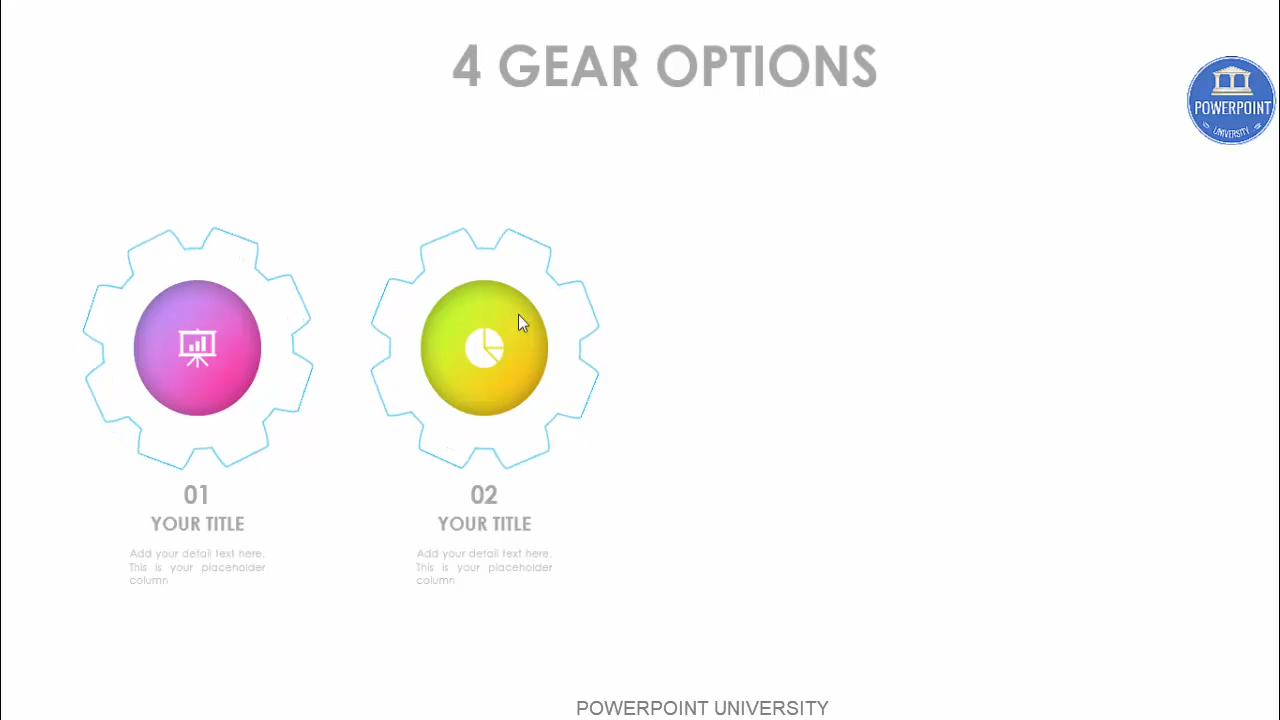 4 GEAR OPTIONS
POWERPOINT
UNIVERSITY
01
YOUR TITLE
Add your detail text here.
This is your placeholder
column
02
YOUR TITLE
Add your detail text here.
This is your placeholder
column
POWERPOINT UNIVERSITY